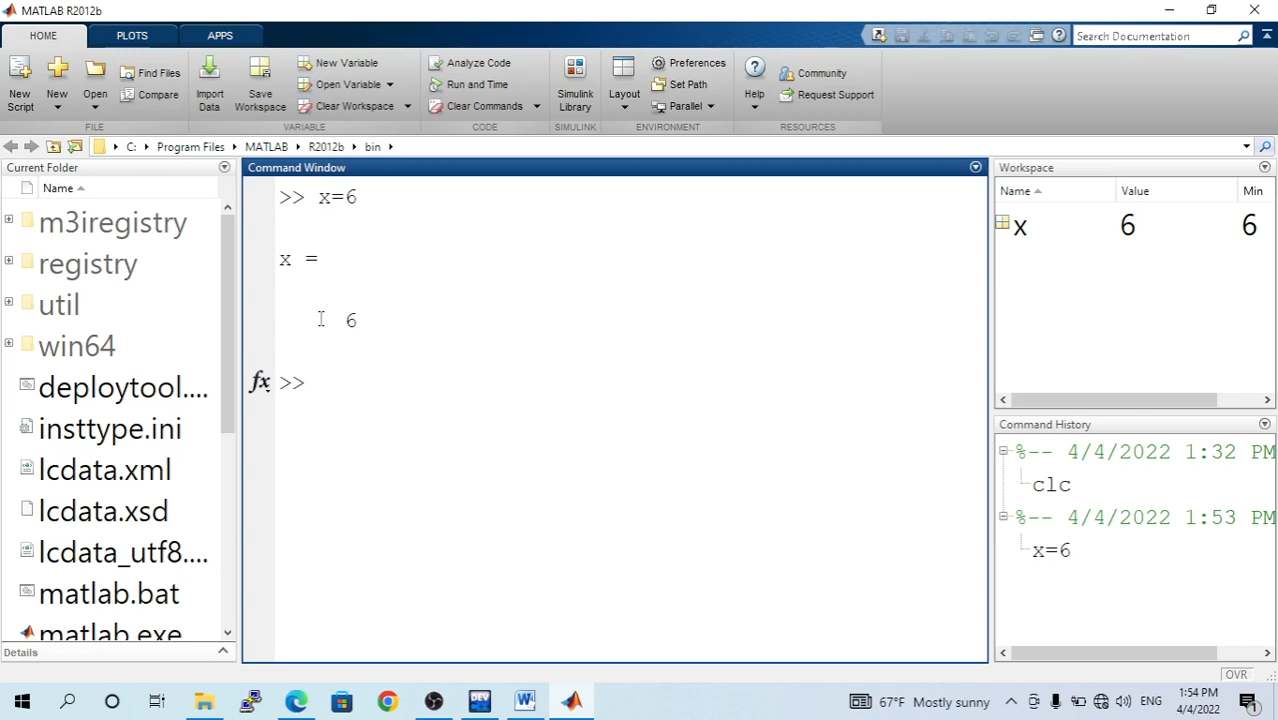 MATLAB R2012b
HOME PLOTS APPS
Search Documentation
New Script
New
Open
Find Files
Compare
Import Data
Save Workspace
New Variable
Open Variable
Clear Workspace
Analyze Code
Run and Time
Clear Commands
Simulink Library
Layout
Preferences
Set Path
Parallel
Help
Community
Request Support
FILE VARIABLE CODE SIMULINK ENVIRONMENT RESOURCES
C: Program Files MATLAB R2012b bin
Current Folder
Name
m3iregistry
registry
util
win64
deploytool....
insttype.ini
lcdata.xml
lcdata.xsd
lcdata_utf8....
matlab.bat
matlab.exe
Details
Command Window
>> x=6
x =
6
fx >>
Workspace
Name Value Min
x 6 6
Command History
%-- 4/4/2022 1:32 PM
clc
%-- 4/4/2022 1:53 PM
x=6
OVR
67°F Mostly sunny
ENG
1:54 PM
4/4/2022
1
DEV